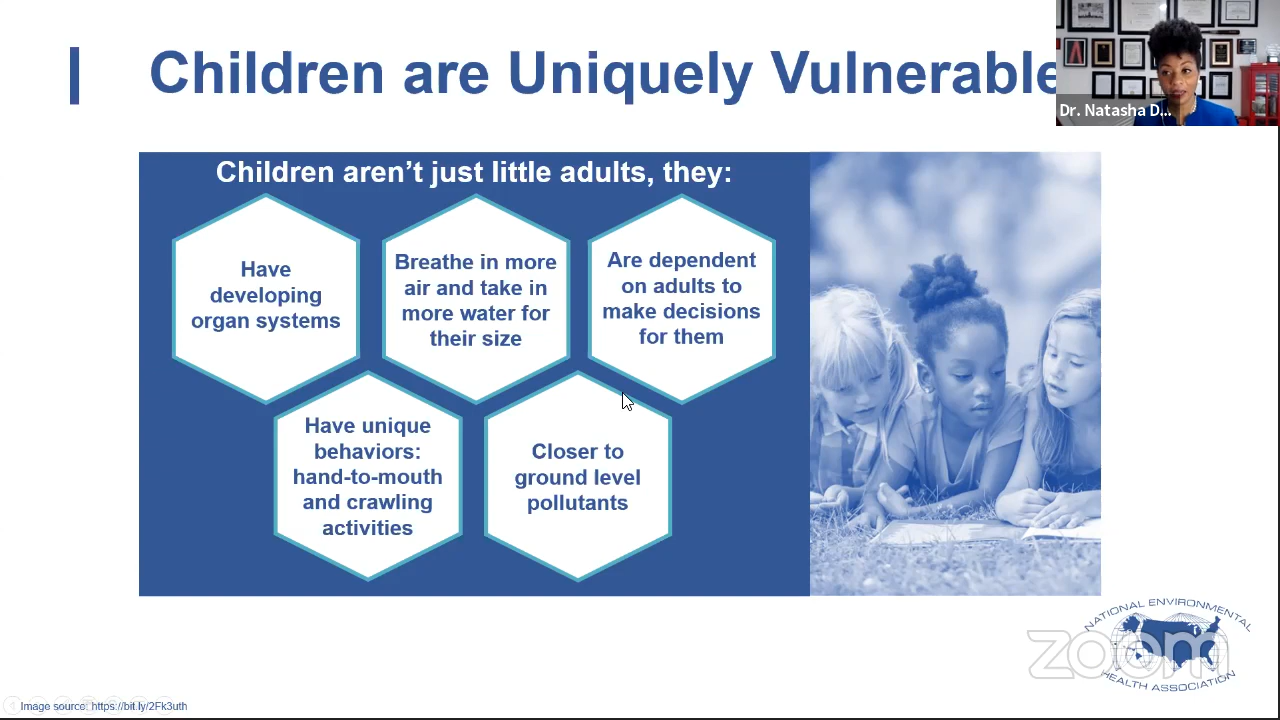 Children are Uniquely Vulnerable
Dr. Natasha D...
Children aren't just little adults, they:
Have
developing
organ systems
Breathe in more
air and take in
more water for
their size
Are dependent
on adults to
make decisions
for them
Have unique
behaviors:
hand-to-mouth
and crawling
activities
Closer to
ground level
pollutants
NATIONAL ENVIRONMENTAL
zoom
HEALTH ASSOCIATION
Image source: https://bit.ly/2Fk3uth